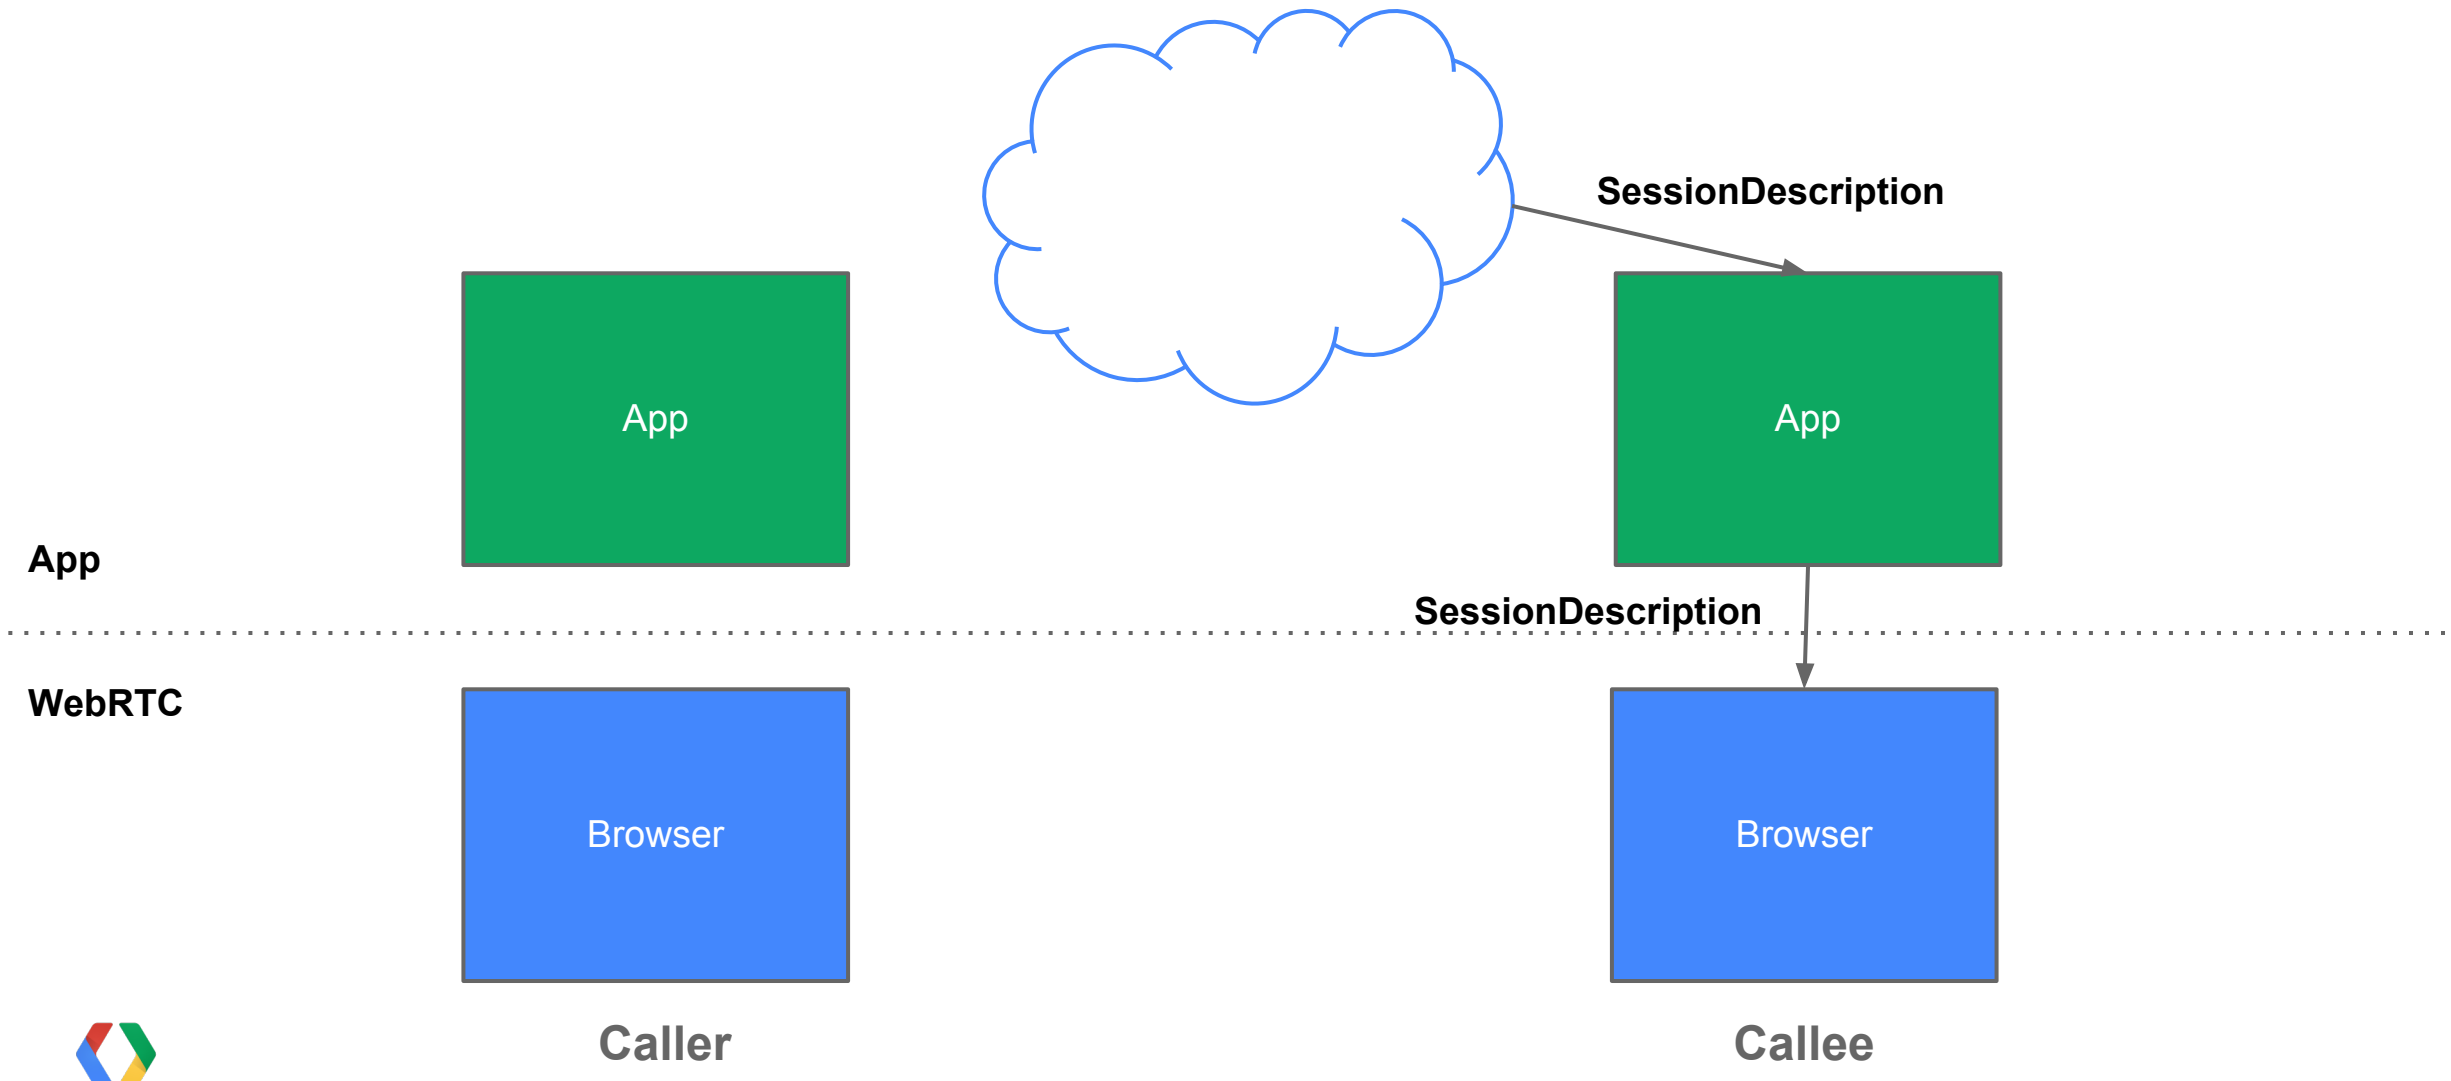 SessionDescription
App
App
App
SessionDescription
WebRTC
Browser
Browser
Caller
Callee